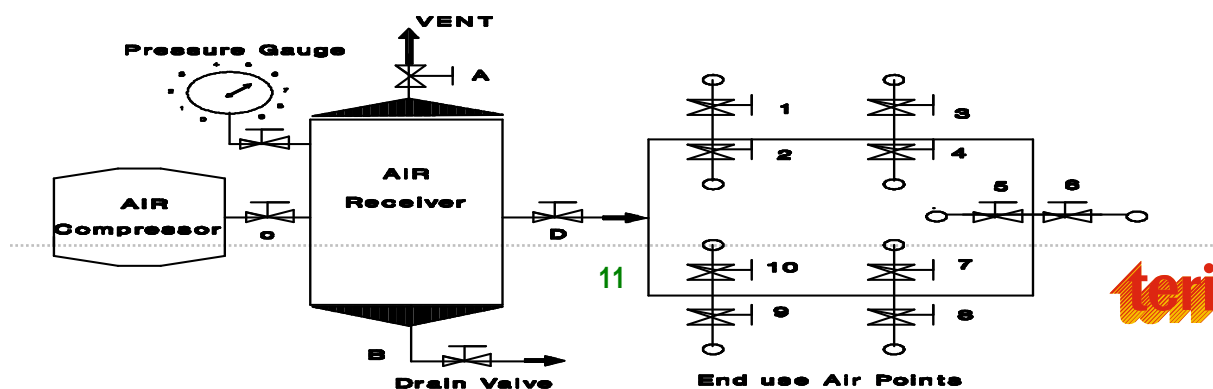 VENT
Pressure Gauge
A
AIR
Receiver
AIR
Compressor
C
D
B
Drain Valve
1
2
3
4
5 6
10 7
9 8
11
End use Air Points
teri